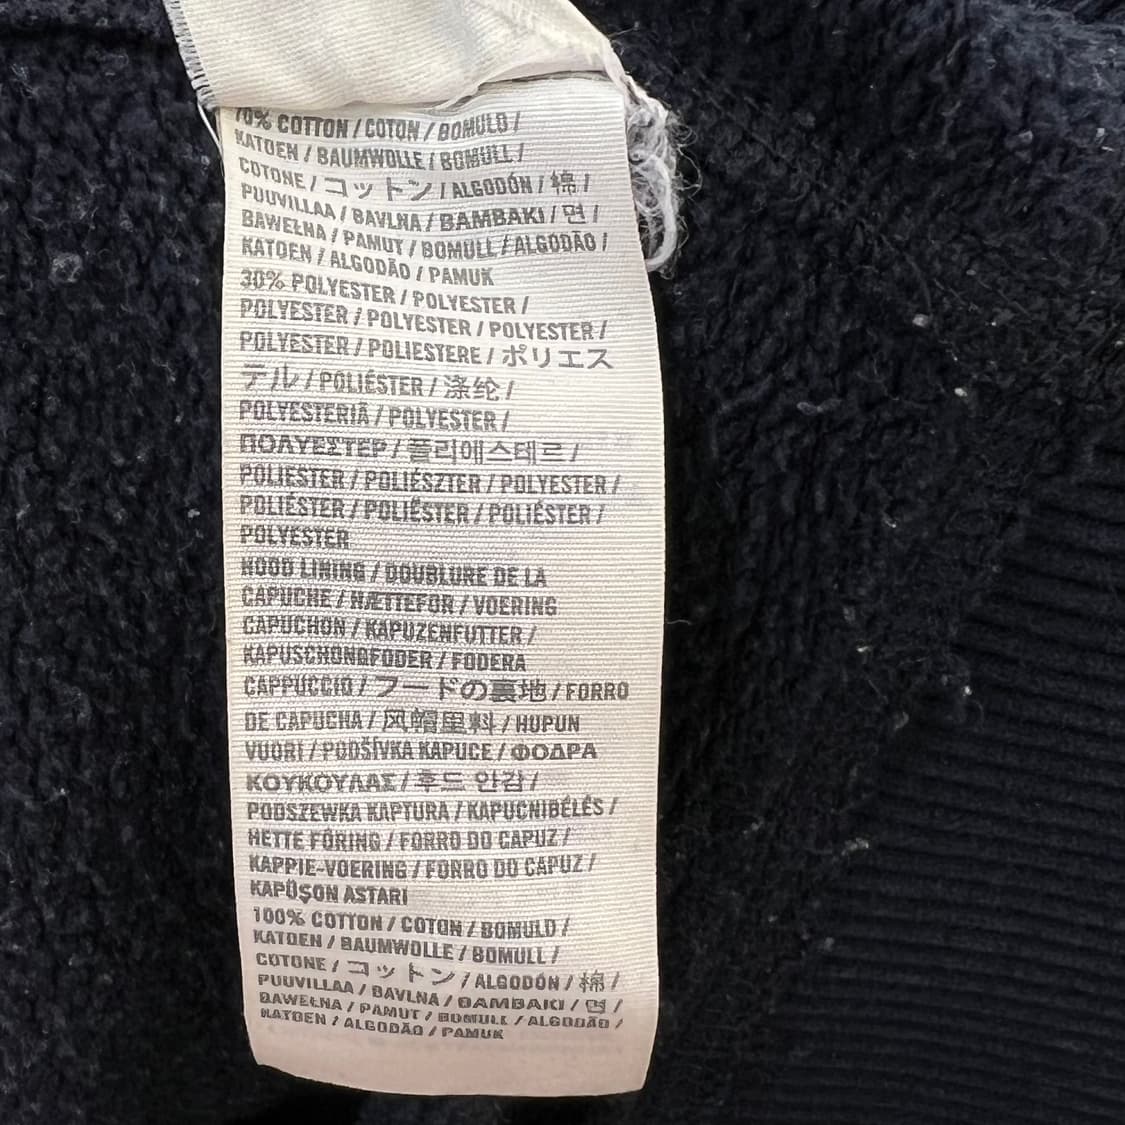 70% COTTON / COTON / BOMULD /
KATOEN / BAUMWOLLE / BOMULL /
COTONE / コットン / ALGODÓN / 棉 /
PUUVILLAA / BAVLNA / BAMBAKI / 면 /
BAWEŁNA / PAMUT / BOMULL / ALGODÃO /
KATOEN / ALGODÃO / PAMUK
30% POLYESTER / POLYESTER /
POLYESTER / POLYESTER / POLYESTER /
POLYESTER / POLIESTERE / ポリエス
テル / POLIÉSTER / 涤纶 /
POLYESTERIÄ / POLYESTER /
ΠΟΛΥΕΣΤΕΡ / 폴리애스테르 /
POLIESTER / POLIÉSZTER / POLYESTER /
POLIÉSTER / POLIËSTER / POLIÉSTER /
POLYESTER
HOOD LINING / DOUBLURE DE LA
CAPUCHE / HÆTTEFOR / VOERING
CAPUCHON / KAPUZENFUTTER /
KAPUSCHONGFODER / FODERA
CAPPUCCIO / フードの裏地 / FORRO
DE CAPUCHA / 风帽里料 / HUPUN
VUORI / PODŠÍVKA KAPUCE / ΦΟΔΡΑ
ΚΟΥΚΟΥΛΑΣ / 후드 안감 /
PODSZEWKA KAPTURA / KAPUCNIBÉLÉS /
HETTE FÓRING / FORRO DO CAPUZ /
KAPPIE-VOERING / FORRO DO CAPUZ /
KAPÜŞON ASTARI
100% COTTON / COTON / BOMULD /
KATOEN / BAUMWOLLE / BOMULL /
COTONE / コットン / ALGODÓN / 棉 /
PUUVILLAA / BAVLNA / BAMBAKI / 면 /
BAWEŁNA / PAMUT / BOMULL / ALGODÃO /
KATOEN / ALGODÃO / PAMUK